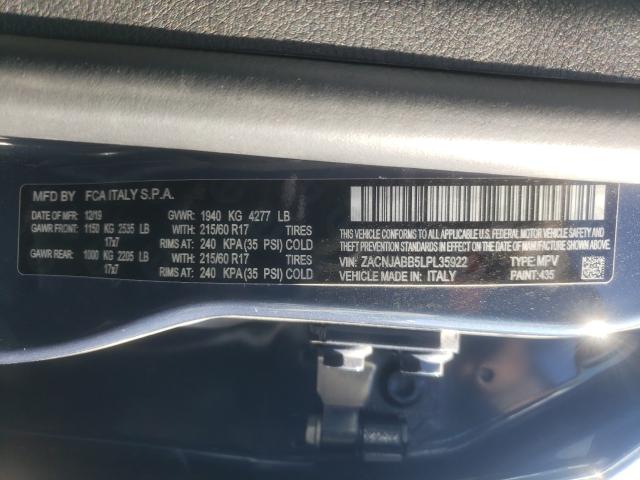 MFD BY FCA ITALY S.P.A.
DATE OF MFR: 12/19 GVWR: 1940 KG 4277 LB
GAWR FRONT: 1150 KG 2535 LB 215/60 R17 TIRES
17x7 RIMS AT: 240 KPA(35 PSI) COLD
GAWR REAR: 1000 KG 2205 LB 215/60 R17 TIRES
17x7 RIMS AT: 240 KPA (35 PSI) COLD
THIS VEHICLE CONFORMS TO ALL APPLICABLE U.S. FEDERAL MOTOR VEHICLE SAFETY AND
THEFT PREVENTION STANDARDS IN EFFECT ON THE DATE OF MANUFACTURE SHOWN ABOVE.
VIN: ZACNJABB5LPL35922 TYPE: MPV
VEHICLE MADE IN: ITALY PAINT: 435